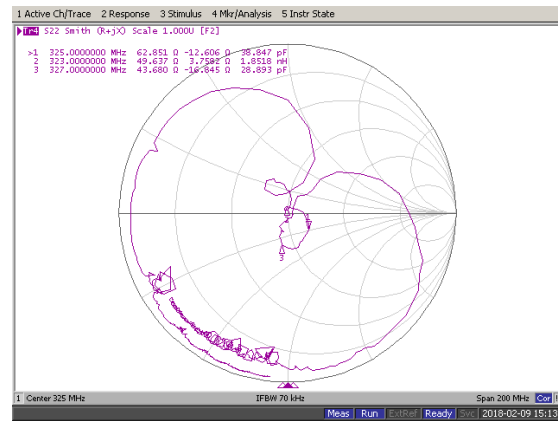 1 Active Ch/Trace 2 Response 3 Stimulus 4 Mkr/Analysis 5 Instr State
Tr4 S22 Smith (R+jX) Scale 1.000U [F2]
>1 325.0000000 MHz 62.851 Ω -12.606 Ω 38.847 pF
2 323.0000000 MHz 49.637 Ω 3.7582 Ω 1.8518 nH
3 327.0000000 MHz 43.680 Ω -16.845 Ω 28.893 pF
3
1 Center 325 MHz IFBW 70 kHz Span 200 MHz Cor
Meas Run ExtRef Ready Svc 2018-02-09 15:13